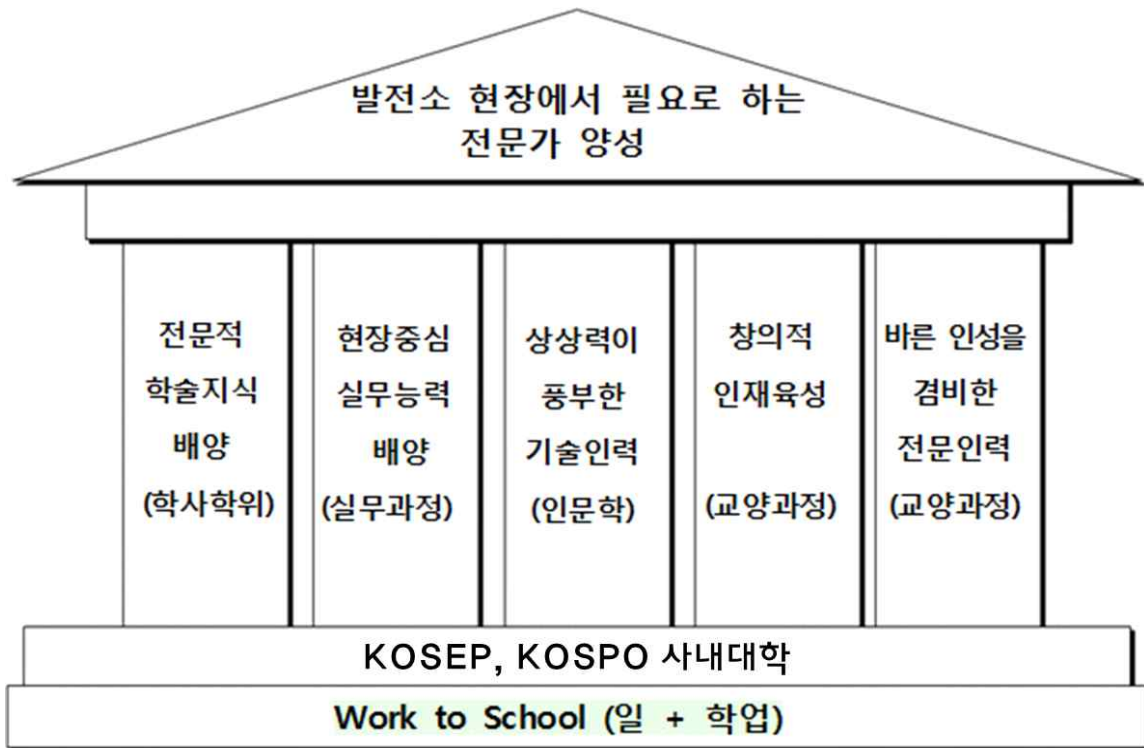 발전소 현장에서 필요로 하는
전문가 양성
전문적
학술지식
배양
(학사학위)
현장중심
실무능력
배양
(실무과정)
상상력이
풍부한
기술인력
(인문학)
창의적
인재육성
(교양과정)
바른 인성을
겸비한
전문인력
(교양과정)
KOSEP, KOSPO 사내대학
Work to School (일 + 학업)